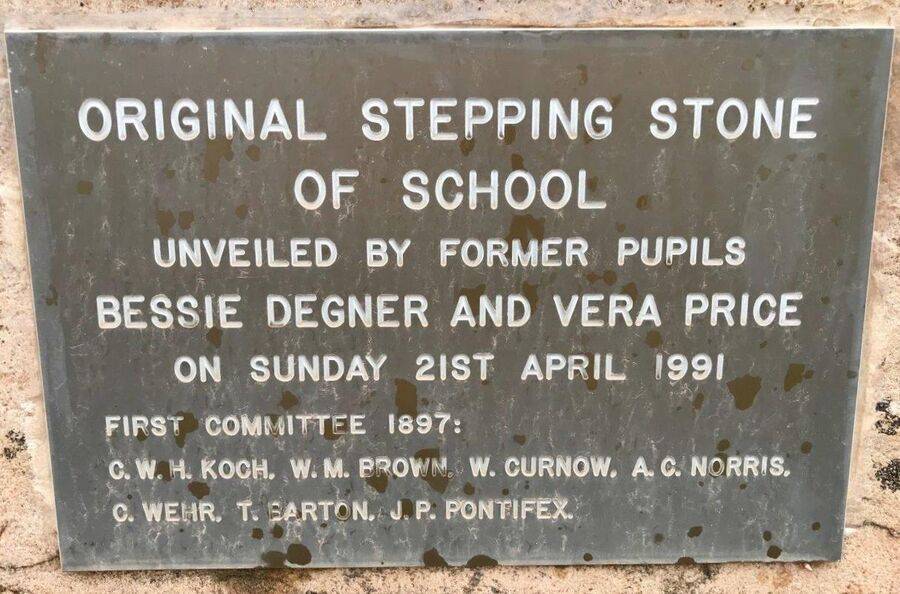 ORIGINAL STEPPING STONE
OF SCHOOL
UNVEILED BY FORMER PUPILS
BESSIE DEGNER AND VERA PRICE
ON SUNDAY 21ST APRIL 1991
FIRST COMMITTEE 1897:
C.W.H. KOCH, W.M. BROWN, W. CURNOW, A.C. NORRIS,
C. WEHR, T. BARTON, J.P. PONTIFEX.